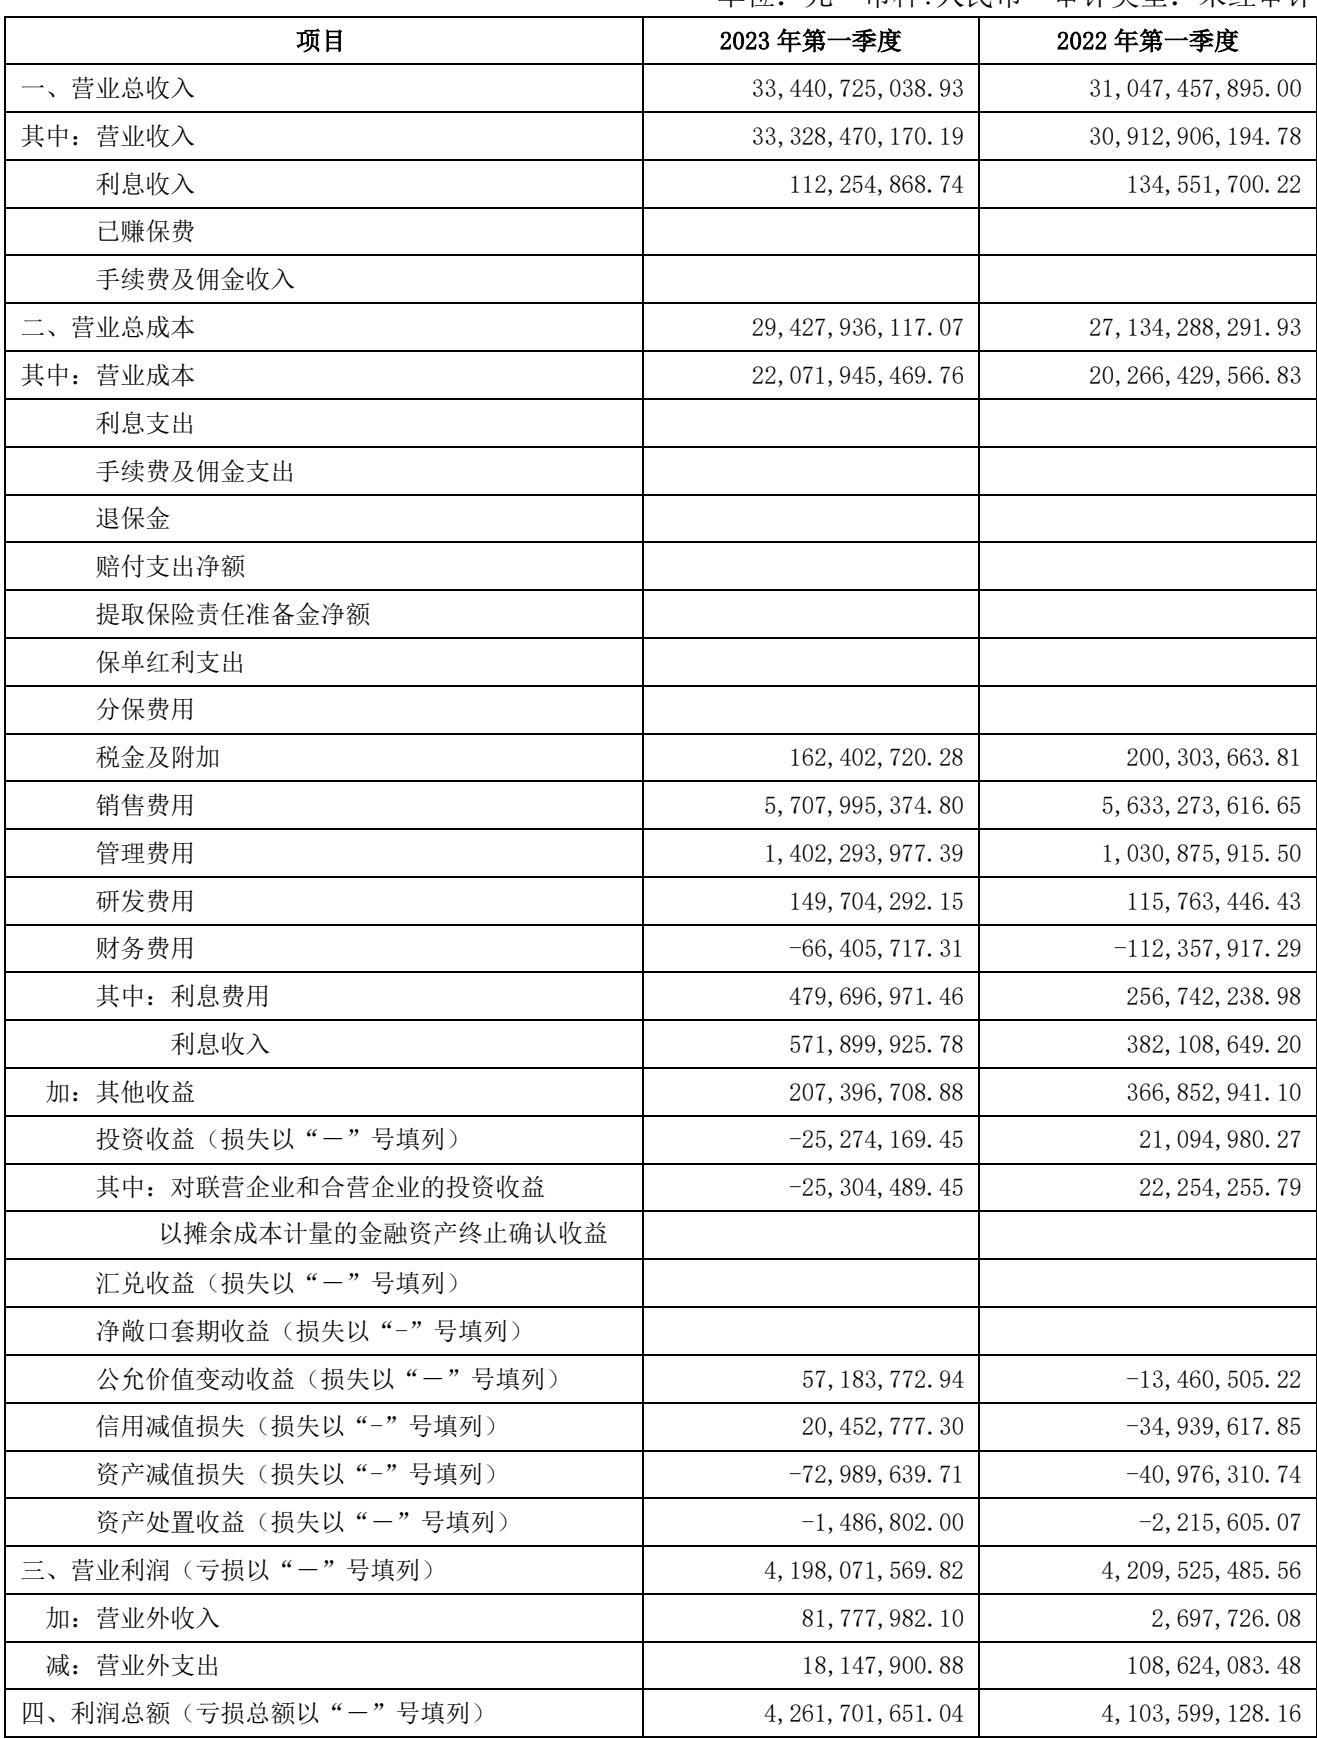 单位：元 币种:人民币 审计类型：未经审计
项目 2023 年第一季度 2022 年第一季度
一、营业总收入 33,440,725,038.93 31,047,457,895.00
其中：营业收入 33,328,470,170.19 30,912,906,194.78
利息收入 112,254,868.74 134,551,700.22
已赚保费
手续费及佣金收入
二、营业总成本 29,427,936,117.07 27,134,288,291.93
其中：营业成本 22,071,945,469.76 20,266,429,566.83
利息支出
手续费及佣金支出
退保金
赔付支出净额
提取保险责任准备金净额
保单红利支出
分保费用
税金及附加 162,402,720.28 200,303,663.81
销售费用 5,707,995,374.80 5,633,273,616.65
管理费用 1,402,293,977.39 1,030,875,915.50
研发费用 149,704,292.15 115,763,446.43
财务费用 -66,405,717.31 -112,357,917.29
其中：利息费用 479,696,971.46 256,742,238.98
利息收入 571,899,925.78 382,108,649.20
加：其他收益 207,396,708.88 366,852,941.10
投资收益（损失以“－”号填列） -25,274,169.45 21,094,980.27
其中：对联营企业和合营企业的投资收益 -25,304,489.45 22,254,255.79
以摊余成本计量的金融资产终止确认收益
汇兑收益（损失以“－”号填列）
净敞口套期收益（损失以“-”号填列）
公允价值变动收益（损失以“－”号填列） 57,183,772.94 -13,460,505.22
信用减值损失（损失以“-”号填列） 20,452,777.30 -34,939,617.85
资产减值损失（损失以“-”号填列） -72,989,639.71 -40,976,310.74
资产处置收益（损失以“－”号填列） -1,486,802.00 -2,215,605.07
三、营业利润（亏损以“－”号填列） 4,198,071,569.82 4,209,525,485.56
加：营业外收入 81,777,982.10 2,697,726.08
减：营业外支出 18,147,900.88 108,624,083.48
四、利润总额（亏损总额以“－”号填列） 4,261,701,651.04 4,103,599,128.16